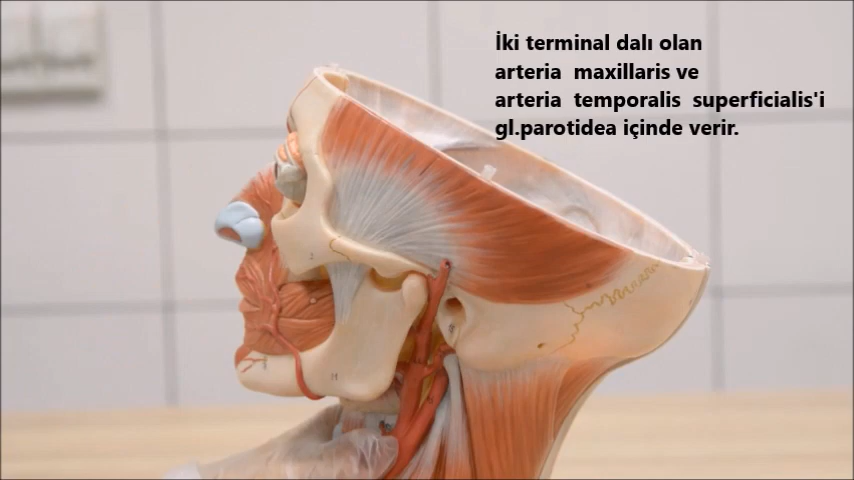 İki terminal dalı olan
arteria maxillaris ve
arteria temporalis superficialis'i
gl.parotidea içinde verir.